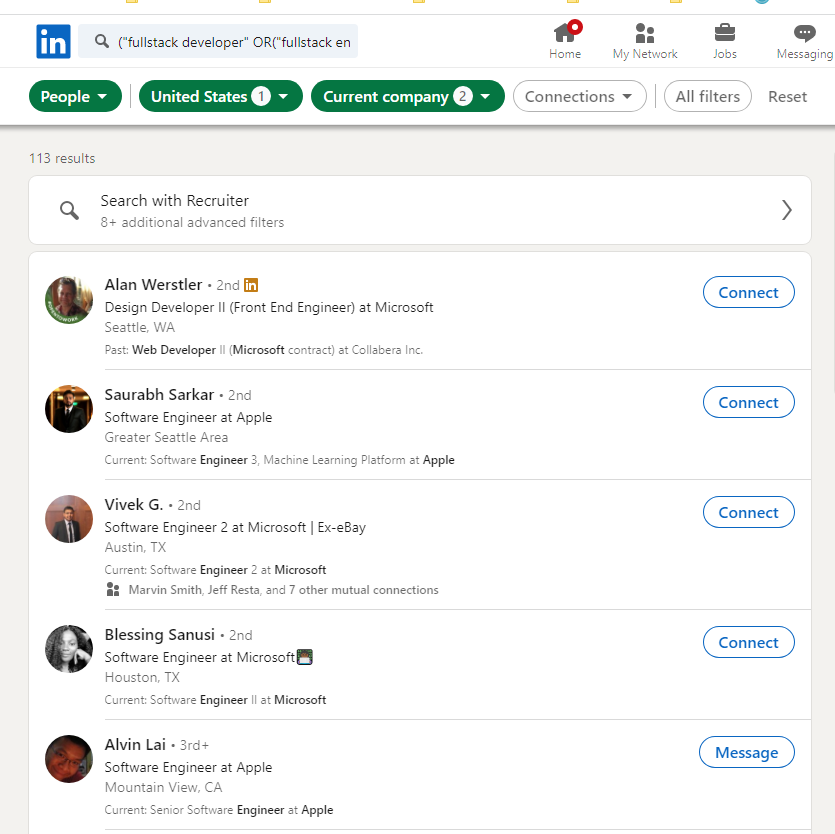 in
("fullstack developer" OR("fullstack en
Home
My Network
Jobs
Messaging
People
United States 1
Current company 2
Connections
All filters
Reset
113 results
Search with Recruiter
8+ additional advanced filters
Alan Werstler • 2nd in
Design Developer II (Front End Engineer) at Microsoft
Seattle, WA
Past: Web Developer II (Microsoft contract) at Collabera Inc.
Connect
Saurabh Sarkar • 2nd
Software Engineer at Apple
Greater Seattle Area
Current: Software Engineer 3, Machine Learning Platform at Apple
Connect
Vivek G. • 2nd
Software Engineer 2 at Microsoft | Ex-eBay
Austin, TX
Current: Software Engineer 2 at Microsoft
Marvin Smith, Jeff Resta, and 7 other mutual connections
Connect
Blessing Sanusi • 2nd
Software Engineer at Microsoft
Houston, TX
Current: Software Engineer II at Microsoft
Connect
Alvin Lai • 3rd+
Software Engineer at Apple
Mountain View, CA
Current: Senior Software Engineer at Apple
Message